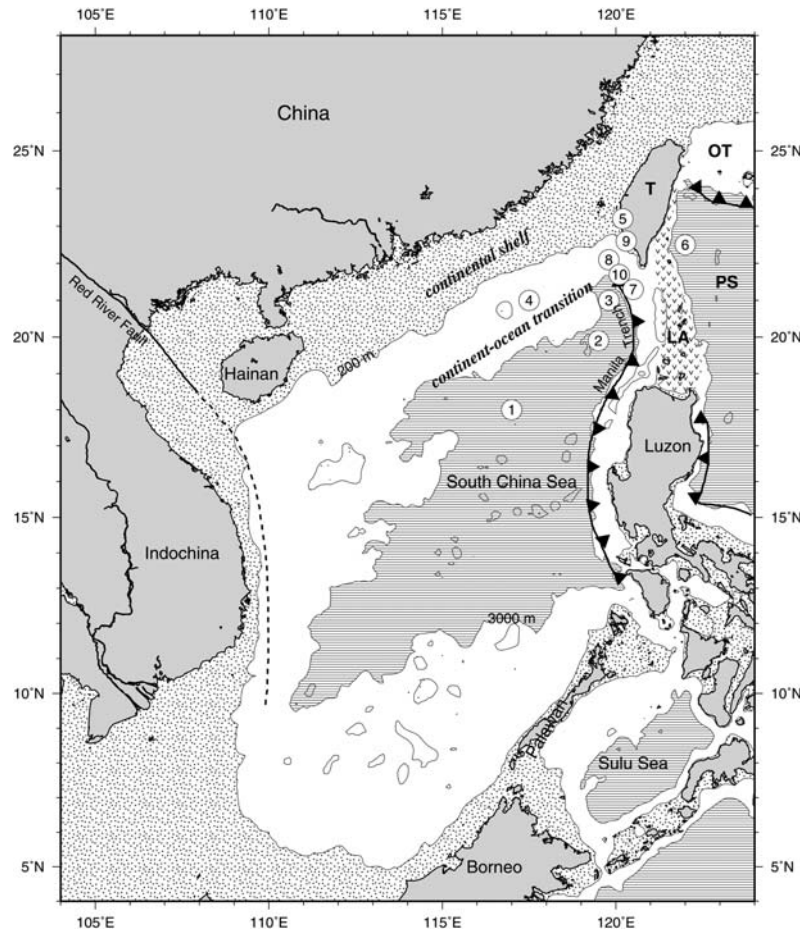 105°E 110°E 115°E 120°E
China
25°N 25°N
OT
T
5
9
6
continental shelf
8
10
7
PS
Red River Fault
4
3
continent-ocean transition
Trench
20°N 20°N
2
LA
200 m
Manila
Hainan
1
Luzon
South China Sea
15°N 15°N
Indochina
3000 m
10°N 10°N
Palawan
Sulu Sea
5°N 5°N
Borneo
105°E 110°E 115°E 120°E